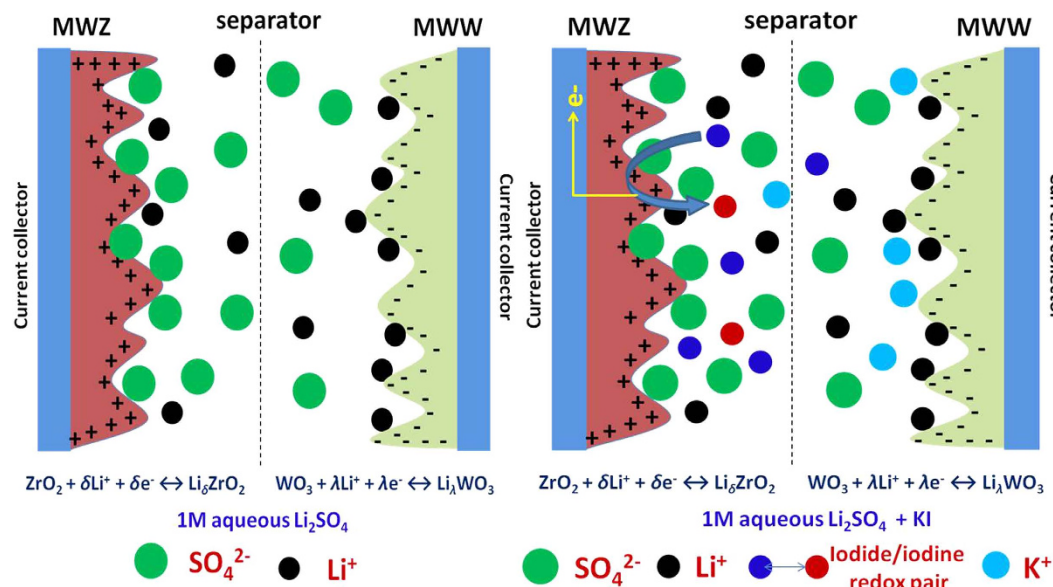 MWZ separator MWW
MWZ separator MWW
Current collector
Current collector
Current collector
e-
ZrO₂ + δLi⁺ + δe⁻ ↔ LiδZrO₂
WO₃ + λLi⁺ + λe⁻ ↔ LiλWO₃
1M aqueous Li₂SO₄
SO₄²⁻
Li⁺
ZrO₂ + δLi⁺ + δe⁻ ↔ LiδZrO₂
WO₃ + λLi⁺ + λe⁻ ↔ LiλWO₃
1M aqueous Li₂SO₄ + KI
SO₄²⁻
Li⁺
Iodide/iodine
redox pair
K⁺